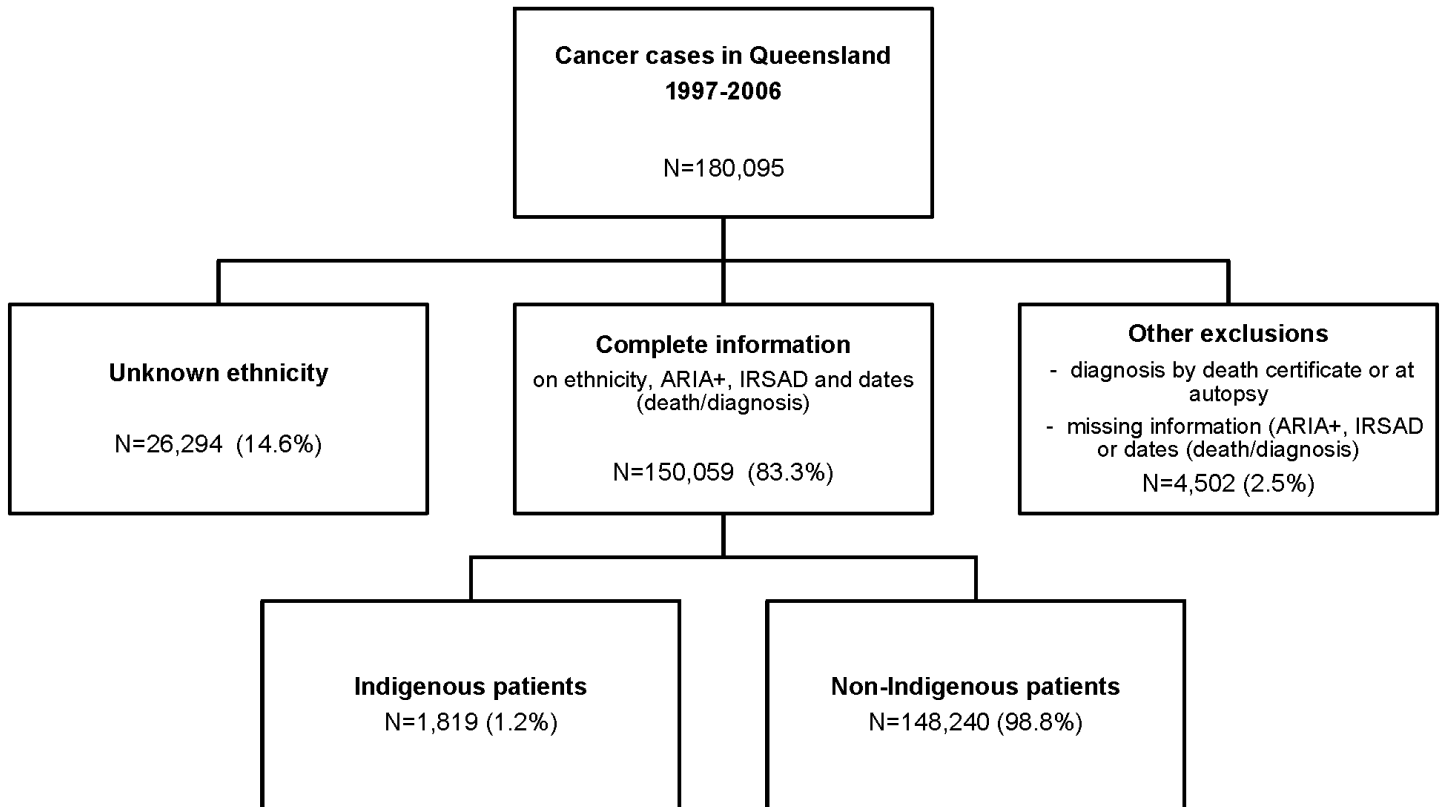 Cancer cases in Queensland
1997-2006
N=180,095
Unknown ethnicity
N=26,294 (14.6%)
Complete information
on ethnicity, ARIA+, IRSAD and dates
(death/diagnosis)
N=150,059 (83.3%)
Other exclusions
- diagnosis by death certificate or at
autopsy
- missing information (ARIA+, IRSAD
or dates (death/diagnosis)
N=4,502 (2.5%)
Indigenous patients
N=1,819 (1.2%)
Non-Indigenous patients
N=148,240 (98.8%)